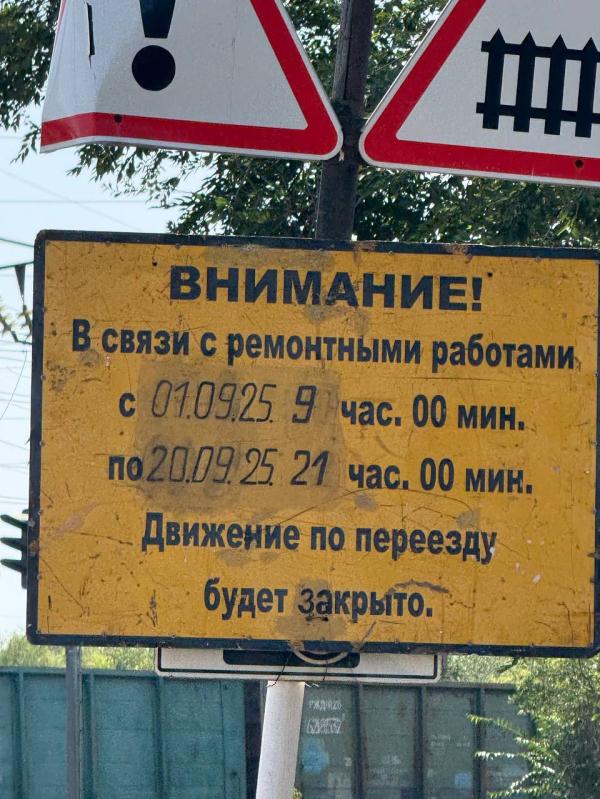 ВНИМАНИЕ!
В связи с ремонтными работами
с 01.09.25. 9 час. 00 мин.
по 20.09.25. 21 час. 00 мин.
Движение по переезду
будет закрыто.